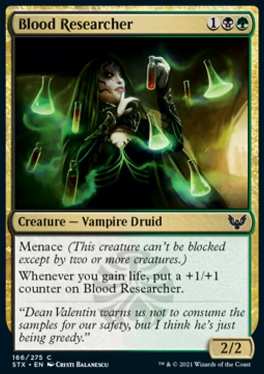 Blood Researcher 1
Creature — Vampire Druid
Menace (This creature can't be blocked
except by two or more creatures.)
Whenever you gain life, put a +1/+1
counter on Blood Researcher.
"Dean Valentin warns us not to consume the
samples for our safety, but I think he's just
being greedy."
2/2
166/275 C
STX • EN CRISTI BALANESCU ™ & © 2021 Wizards of the Coast